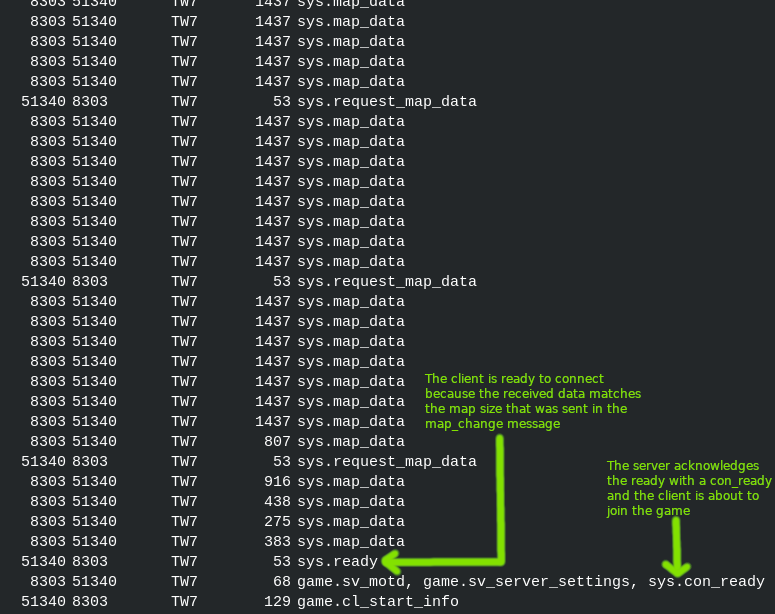 8303 51340 TW7 1437 sys.map_data
8303 51340 TW7 1437 sys.map_data
8303 51340 TW7 1437 sys.map_data
8303 51340 TW7 1437 sys.map_data
8303 51340 TW7 1437 sys.map_data
51340 8303 TW7 53 sys.request_map_data
8303 51340 TW7 1437 sys.map_data
8303 51340 TW7 1437 sys.map_data
8303 51340 TW7 1437 sys.map_data
8303 51340 TW7 1437 sys.map_data
8303 51340 TW7 1437 sys.map_data
8303 51340 TW7 1437 sys.map_data
8303 51340 TW7 1437 sys.map_data
8303 51340 TW7 1437 sys.map_data
51340 8303 TW7 53 sys.request_map_data
8303 51340 TW7 1437 sys.map_data
8303 51340 TW7 1437 sys.map_data
8303 51340 TW7 1437 sys.map_data
8303 51340 TW7 1437 sys.map_data
8303 51340 TW7 1437 sys.map_data
8303 51340 TW7 1437 sys.map_data
8303 51340 TW7 1437 sys.map_data
8303 51340 TW7 807 sys.map_data
51340 8303 TW7 53 sys.request_map_data
8303 51340 TW7 916 sys.map_data
8303 51340 TW7 438 sys.map_data
8303 51340 TW7 275 sys.map_data
8303 51340 TW7 383 sys.map_data
51340 8303 TW7 53 sys.ready
8303 51340 TW7 68 game.sv_motd, game.sv_server_settings, sys.con_ready
51340 8303 TW7 129 game.cl_start_info
The client is ready to connect
because the received data matches
the map size that was sent in the
map_change message
The server acknowledges
the ready with a con_ready
and the client is about to
join the game